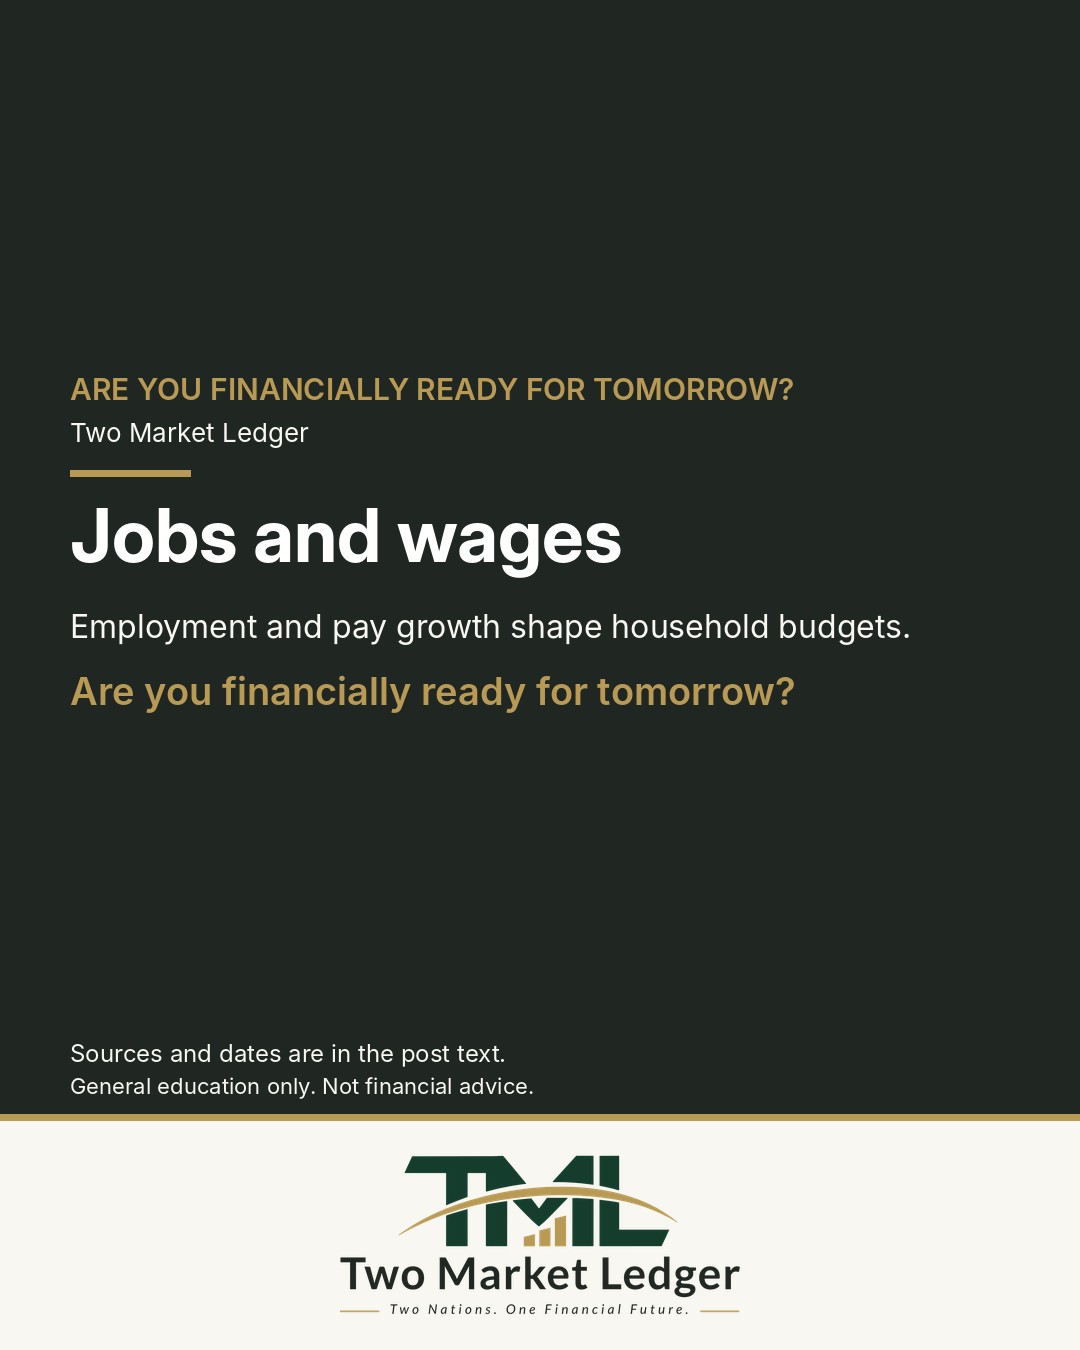 ARE YOU FINANCIALLY READY FOR TOMORROW?
Two Market Ledger
Jobs and wages
Employment and pay growth shape household budgets.
Are you financially ready for tomorrow?
Sources and dates are in the post text.
General education only. Not financial advice.
TML
Two Market Ledger
Two Nations. One Financial Future.